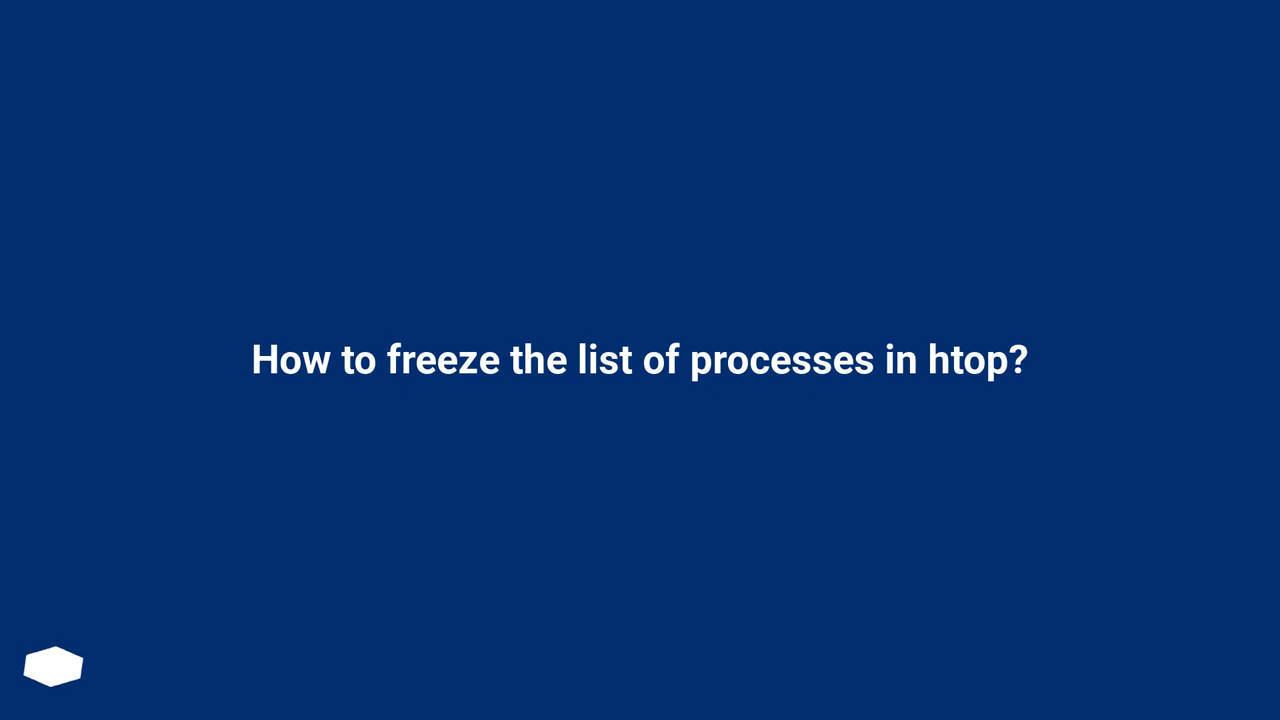 How to freeze the list of processes in htop?